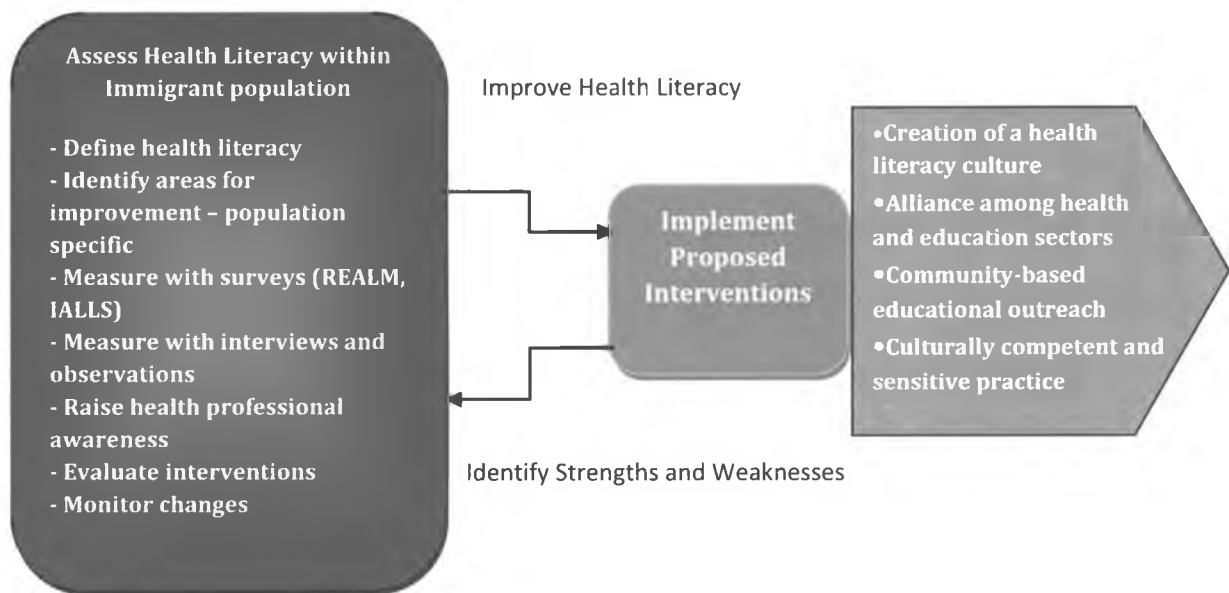 Assess Health Literacy within
Immigrant population
- Define health literacy
- Identify areas for
improvement – population
specific
- Measure with surveys (REALM,
IALLS)
- Measure with interviews and
observations
- Raise health professional
awareness
- Evaluate interventions
- Monitor changes
Improve Health Literacy
Identify Strengths and Weaknesses
Implement
Proposed
Interventions
•Creation of a health
literacy culture
•Alliance among health
and education sectors
•Community-based
educational outreach
•Culturally competent and
sensitive practice